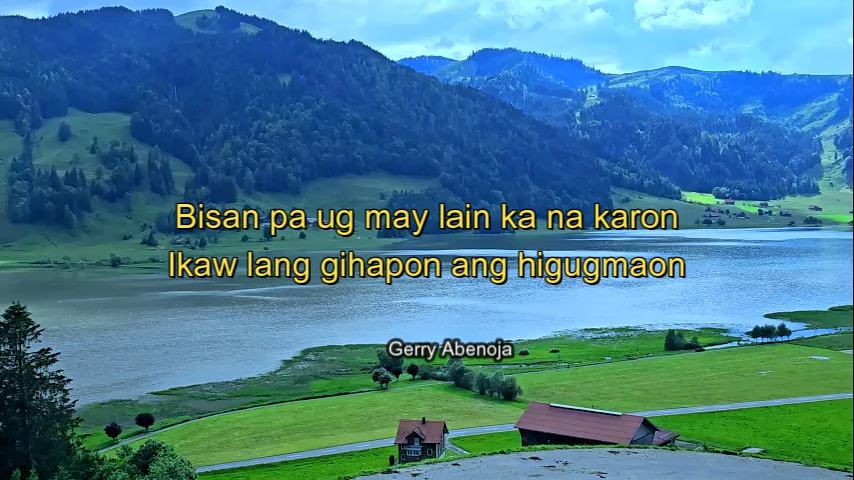 Bisan pa ug may lain ka na karon
Ikaw lang gihapon ang higugmaon
Gerry Abenoja